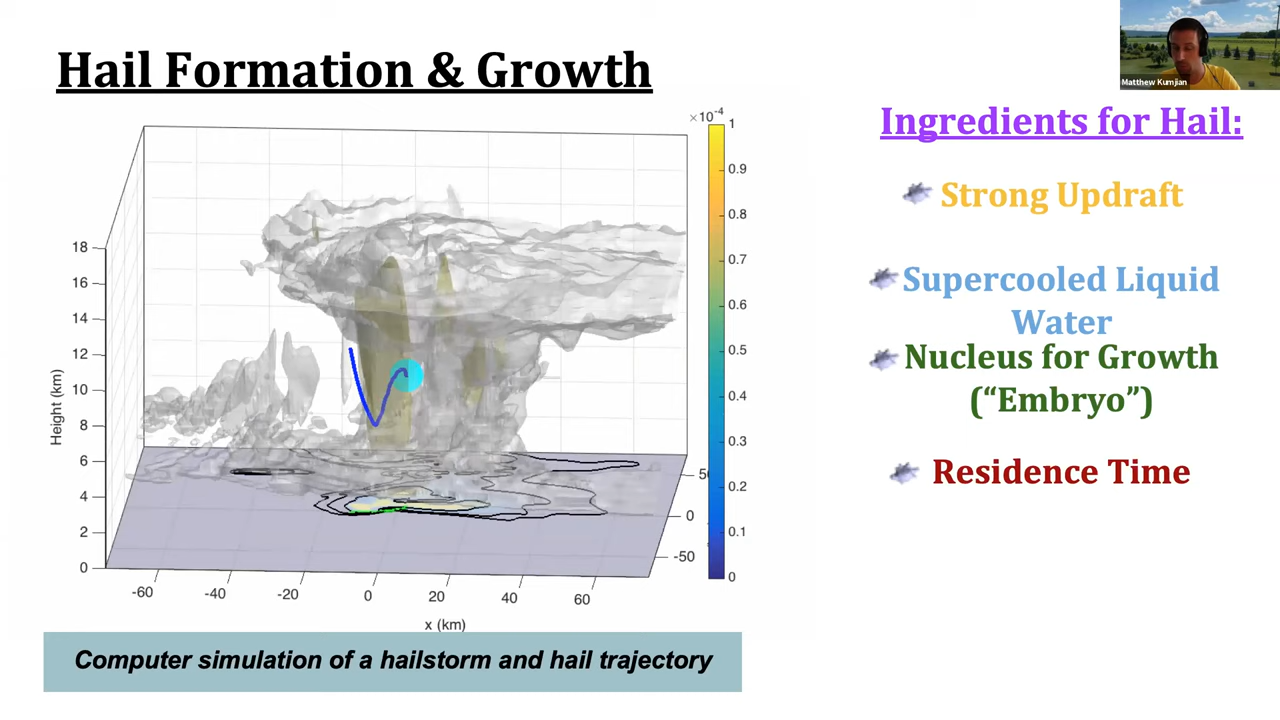 Hail Formation & Growth
Matthew Kumjian
Ingredients for Hail:
Strong Updraft
Supercooled Liquid
Water
Nucleus for Growth
(“Embryo”)
Residence Time
×10⁻⁴
1
0.9
0.8
0.7
0.6
0.5
0.4
0.3
0.2
0.1
0
18
16
14
12
10
8
6
4
2
0
Height (km)
-60
-40
-20
0
20
40
60
x (km)
5
0
-50
Computer simulation of a hailstorm and hail trajectory